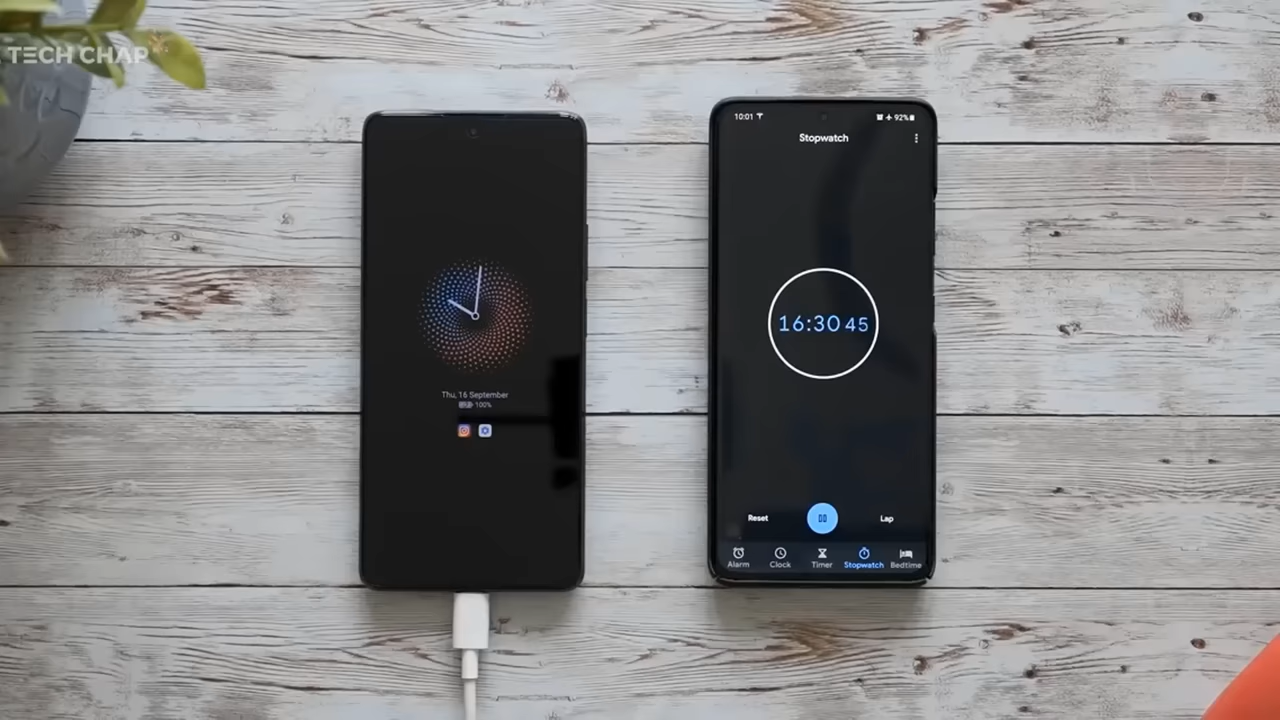 TECH CHAP
Thu, 16 September
100%
10:01
92%
Stopwatch
16:30 45
Reset
Lap
Alarm
Clock
Timer
Stopwatch
Bedtime